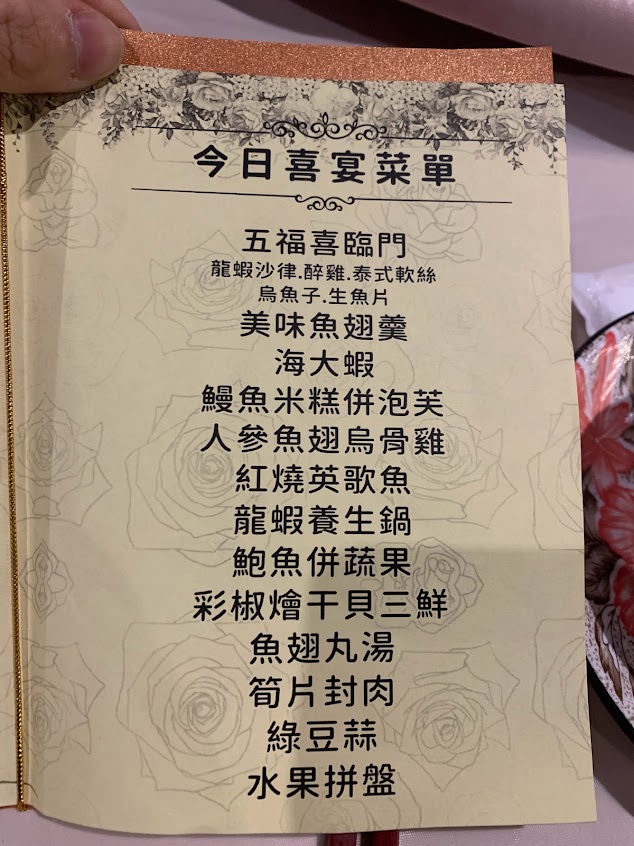 今日喜宴菜單
五福喜臨門
龍蝦沙律.醉雞.泰式軟絲
烏魚子.生魚片
美味魚翅羹
海大蝦
鰻魚米糕併泡芙
人參魚翅烏骨雞
紅燒英歌魚
龍蝦養生鍋
鮑魚併蔬果
彩椒燴干貝三鮮
魚翅丸湯
筍片封肉
綠豆蒜
水果拼盤